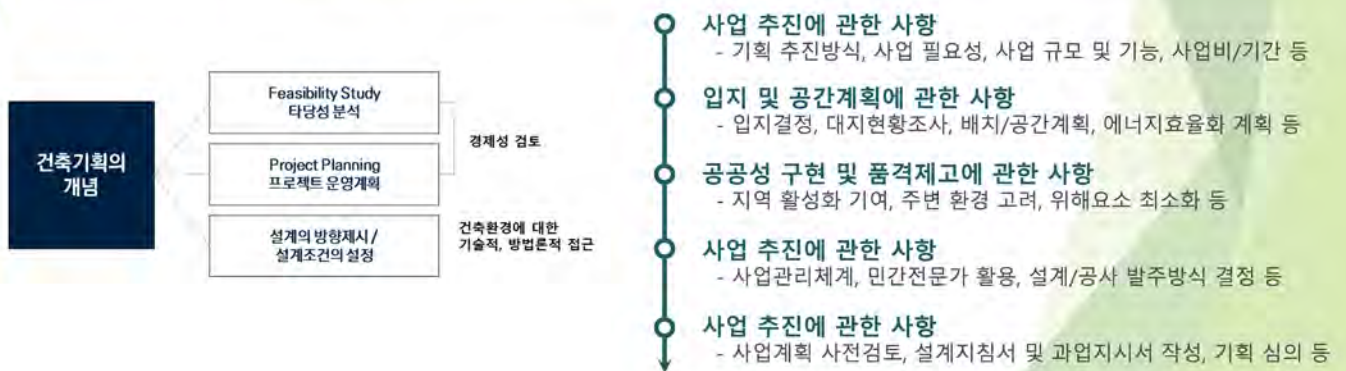 건축기획의
개념
Feasibility Study
타당성 분석
Project Planning
프로젝트 운영계획
설계의 방향제시 /
설계조건의 설정
경제성 검토
건축환경에 대한
기술적, 방법론적 접근
사업 추진에 관한 사항
- 기획 추진방식, 사업 필요성, 사업 규모 및 기능, 사업비/기간 등
입지 및 공간계획에 관한 사항
- 입지결정, 대지현황조사, 배치/공간계획, 에너지효율화 계획 등
공공성 구현 및 품격제고에 관한 사항
- 지역 활성화 기여, 주변 환경 고려, 위해요소 최소화 등
사업 추진에 관한 사항
- 사업관리체계, 민간전문가 활용, 설계/공사 발주방식 결정 등
사업 추진에 관한 사항
- 사업계획 사전검토, 설계지침서 및 과업지시서 작성, 기획 심의 등